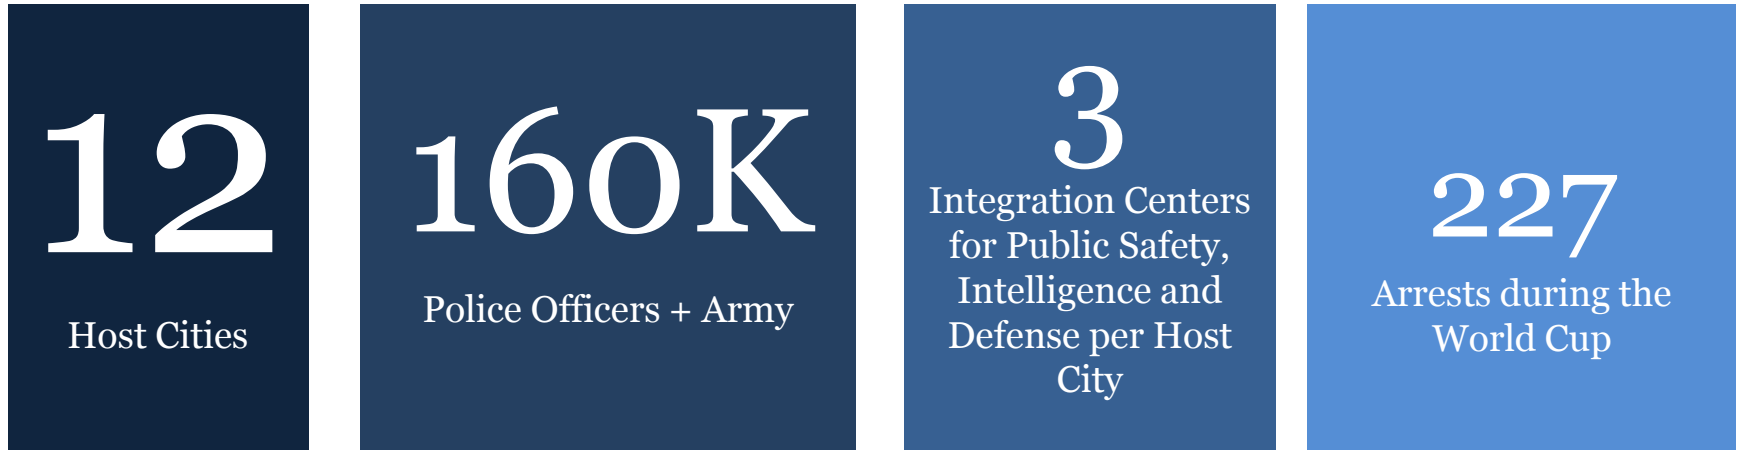 12
Host Cities
160K
Police Officers + Army
3
Integration Centers
for Public Safety,
Intelligence and
Defense per Host
City
227
Arrests during the
World Cup